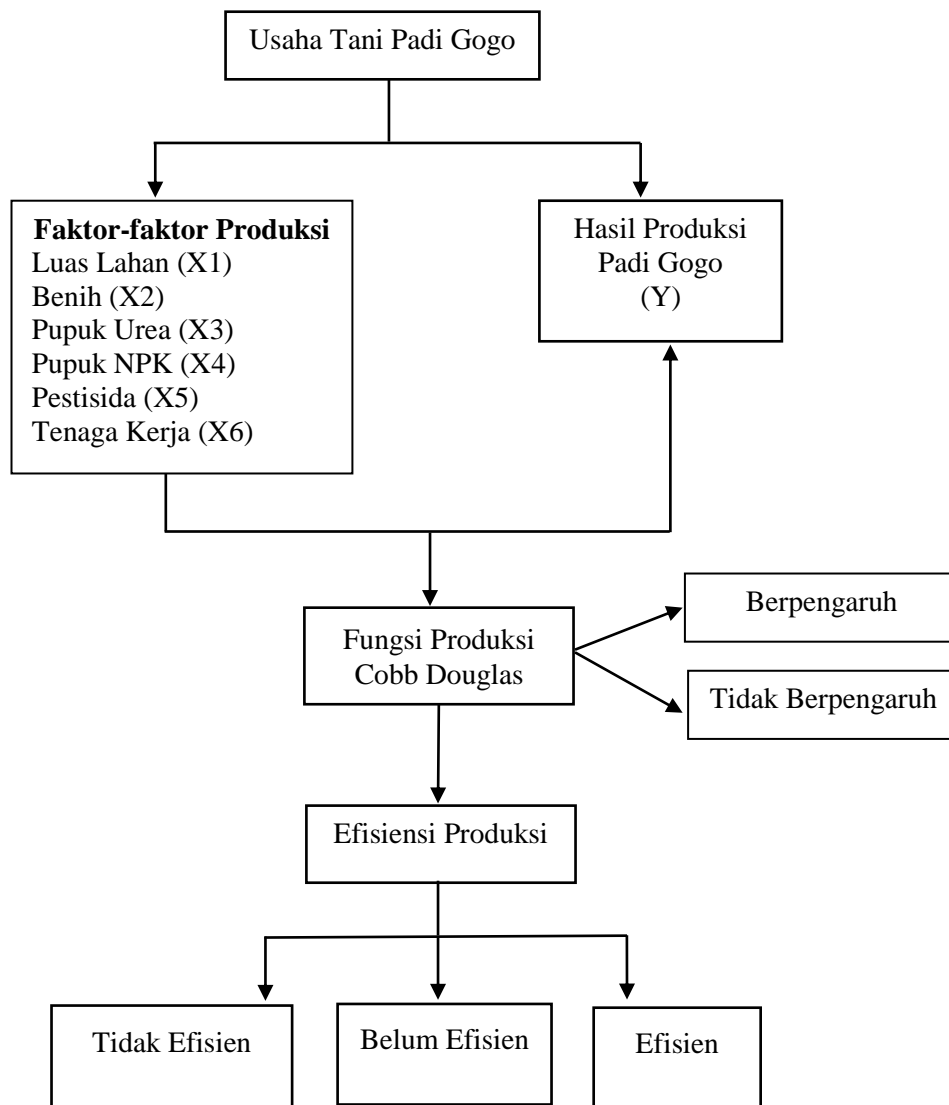 Usaha Tani Padi Gogo
Faktor-faktor Produksi
Luas Lahan (X1)
Benih (X2)
Pupuk Urea (X3)
Pupuk NPK (X4)
Pestisida (X5)
Tenaga Kerja (X6)
Hasil Produksi
Padi Gogo
(Y)
Fungsi Produksi
Cobb Douglas
Berpengaruh
Tidak Berpengaruh
Efisiensi Produksi
Tidak Efisien
Belum Efisien
Efisien